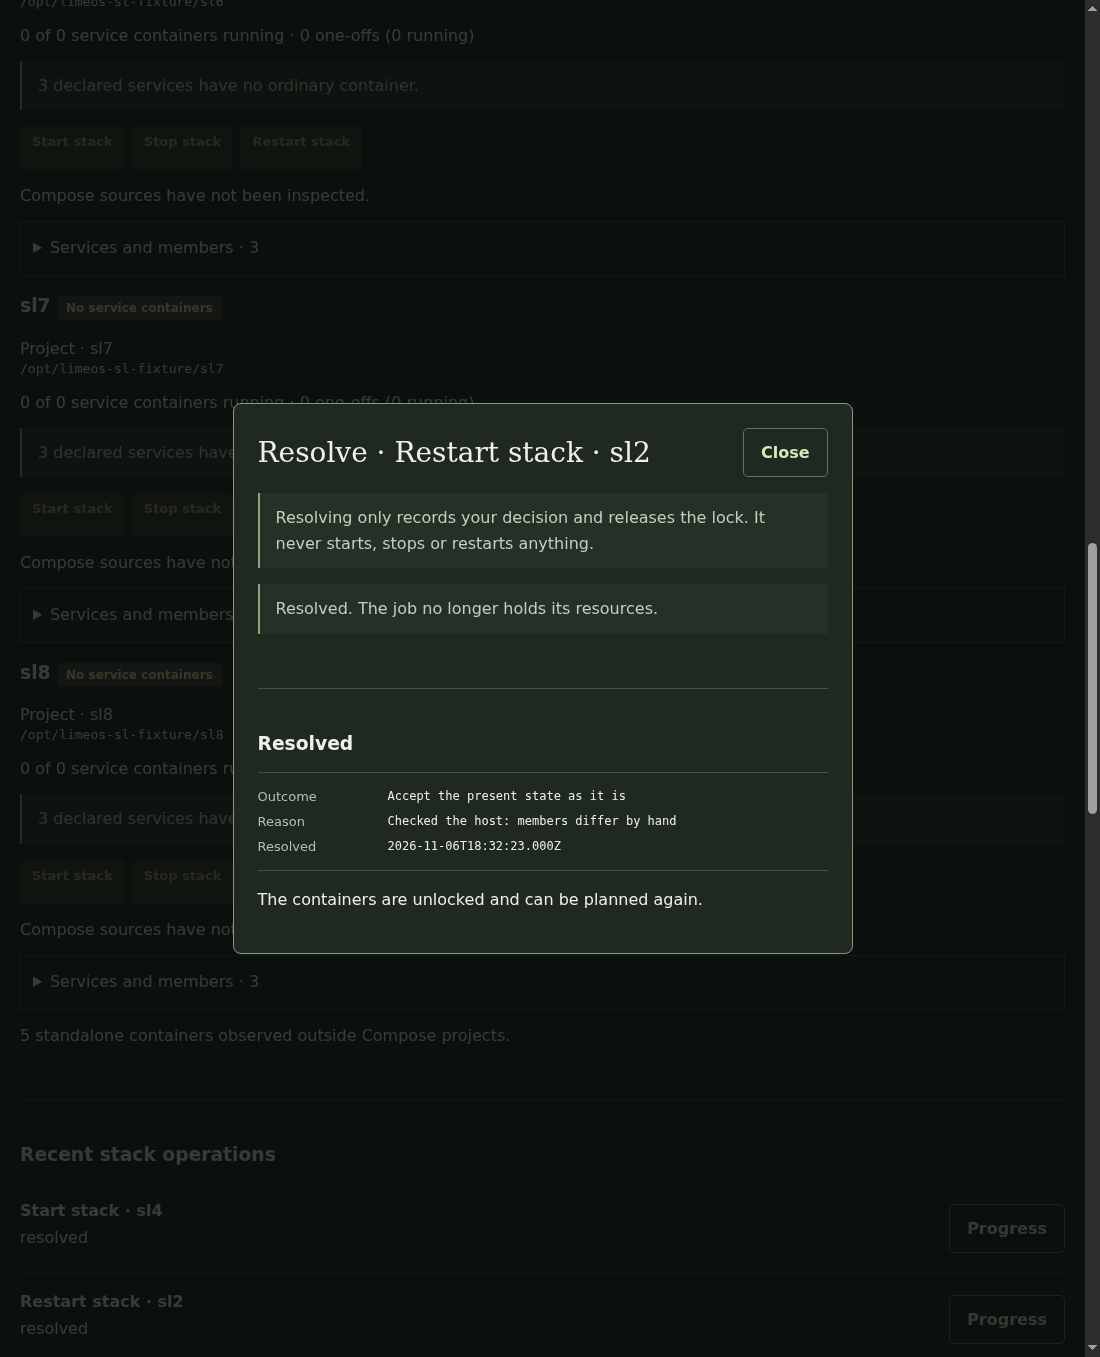 /opt/limeos-sl-fixture/sl6
0 of 0 service containers running · 0 one-offs (0 running)
3 declared services have no ordinary container.
Start stack Stop stack Restart stack
Compose sources have not been inspected.
▶ Services and members · 3
sl7 No service containers
Project · sl7
/opt/limeos-sl-fixture/sl7
0 of 0 service containers running · 0 one-offs (0 running)
3 declared services have
Start stack Stop stack
Compose sources have not
▶ Services and members
sl8 No service containers
Project · sl8
/opt/limeos-sl-fixture/sl8
0 of 0 service containers
3 declared services have
Start stack Stop stack
Compose sources have not
▶ Services and members · 3
5 standalone containers observed outside Compose projects.
Resolve · Restart stack · sl2
Close
Resolving only records your decision and releases the lock. It
never starts, stops or restarts anything.
Resolved. The job no longer holds its resources.
Resolved
Outcome Accept the present state as it is
Reason Checked the host: members differ by hand
Resolved 2026-11-06T18:32:23.000Z
The containers are unlocked and can be planned again.
Recent stack operations
Start stack · sl4
resolved
Progress
Restart stack · sl2
resolved
Progress